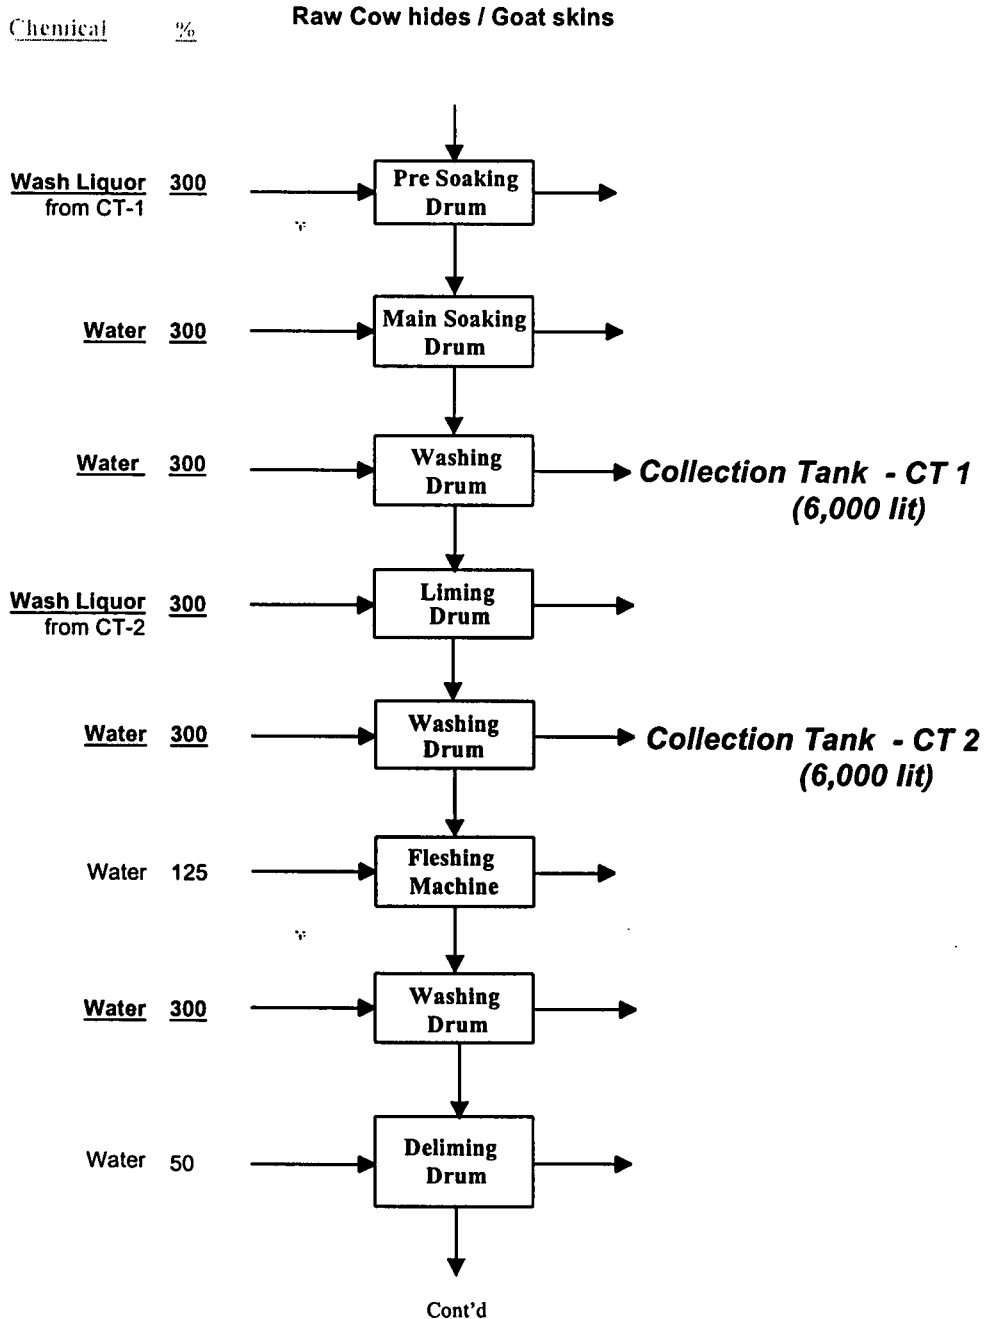 Chemical %
Raw Cow hides / Goat skins
Wash Liquor 300
from CT-1
Pre Soaking
Drum
Water 300
Main Soaking
Drum
Water 300
Washing
Drum
Collection Tank - CT 1
(6,000 lit)
Wash Liquor 300
from CT-2
Liming
Drum
Water 300
Washing
Drum
Collection Tank - CT 2
(6,000 lit)
Water 125
Fleshing
Machine
Water 300
Washing
Drum
Water 50
Deliming
Drum
Cont'd